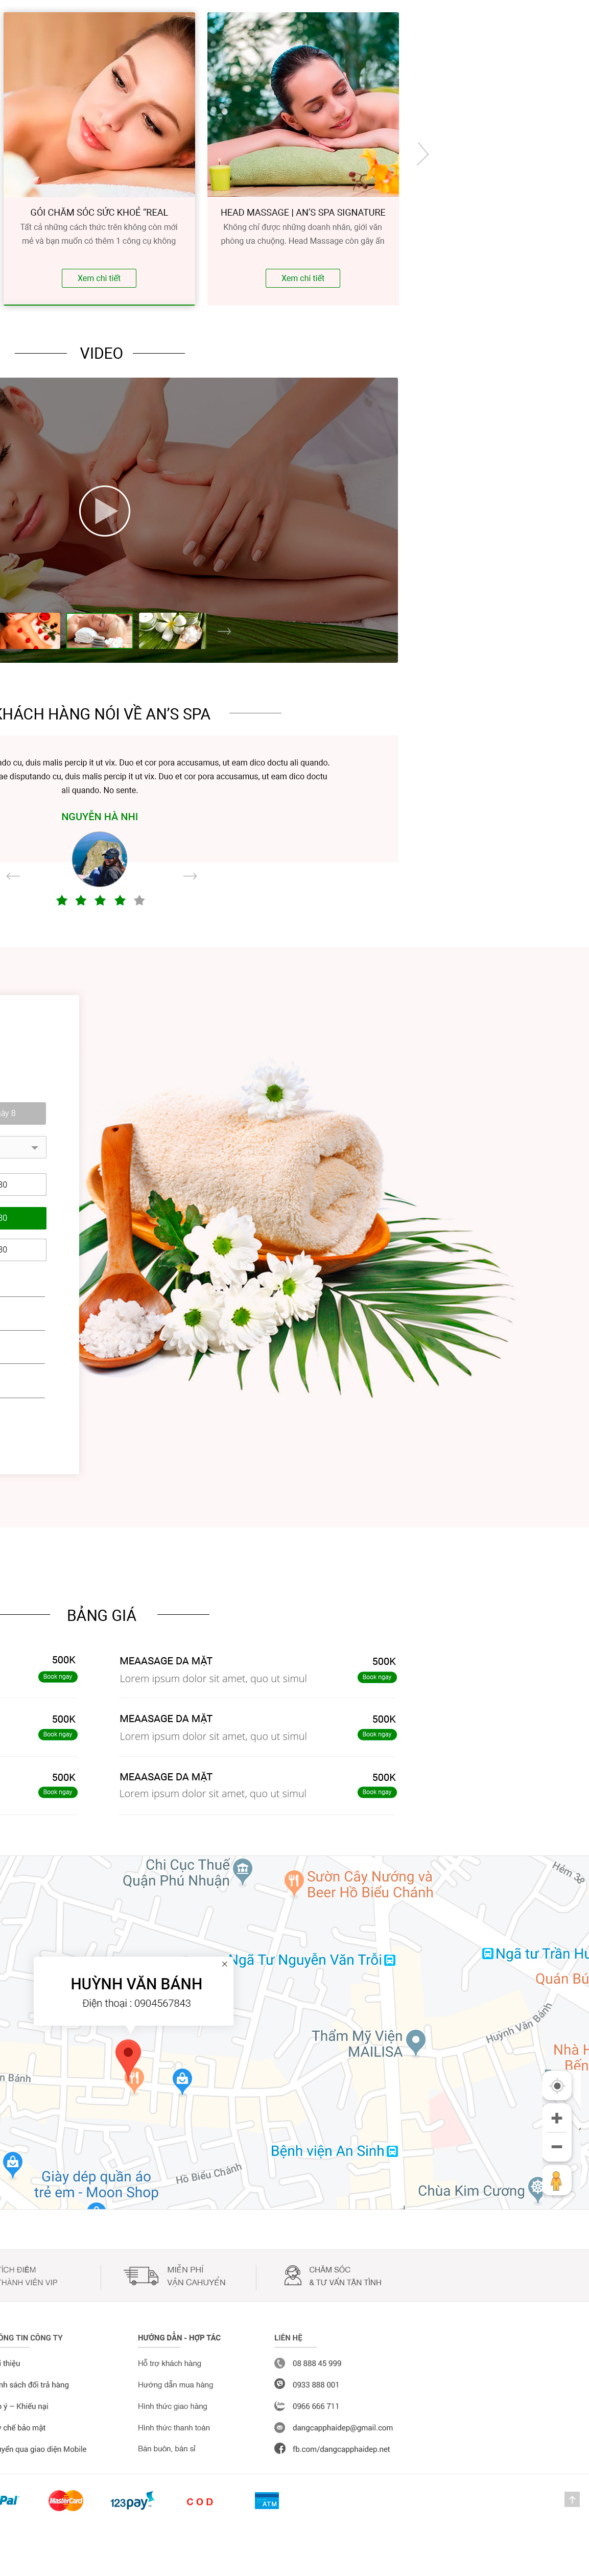 GÓI CHĂM SÓC SỨC KHOẺ “REAL
Tất cả những cách thức trên không còn mới
mẻ và bạn muốn có thêm 1 công cụ không
Xem chi tiết
HEAD MASSAGE | AN’S SPA SIGNATURE
Không chỉ được những doanh nhân, giới văn
phòng ưa chuộng. Head Massage còn gây ấn
Xem chi tiết
VIDEO
KHÁCH HÀNG NÓI VỀ AN’S SPA
ndo cu, duis malis percip it ut vix. Duo et cor pora accusamus, ut eam dico doctu ali quando.
ae disputando cu, duis malis percip it ut vix. Duo et cor pora accusamus, ut eam dico doctu
ali quando. No sente.
NGUYỄN HÀ NHI
ây 8
30
30
30
BẢNG GIÁ
500K
Book ngay
MEAASAGE DA MẶT
500K
Lorem ipsum dolor sit amet, quo ut simul
Book ngay
500K
Book ngay
MEAASAGE DA MẶT
500K
Lorem ipsum dolor sit amet, quo ut simul
Book ngay
500K
Book ngay
MEAASAGE DA MẶT
500K
Lorem ipsum dolor sit amet, quo ut simul
Book ngay
Chi Cục Thuế
Quận Phú Nhuận
Sườn Cây Nướng và
Beer Hồ Biểu Chánh
Hẻm 38
Ngã Tư Nguyễn Văn Trỗi
Ngã tư Trần Hu
Quán Bú
HUỲNH VĂN BÁNH
Điện thoại : 0904567843
Thẩm Mỹ Viện
MAILISA
Huỳnh Văn Bánh
Nhà H
Bến
n Bánh
Bệnh viện An Sinh
Giày dép quần áo
trẻ em - Moon Shop
Hồ Biểu Chánh
Chùa Kim Cương
TÍCH ĐIỂM
THÀNH VIÊN VIP
MIỄN PHÍ
VẬN CAHUYỂN
CHĂM SÓC
& TƯ VẤN TẬN TÌNH
ÔNG TIN CÔNG TY
i thiệu
nh sách đổi trả hàng
ý – Khiếu nại
chế bảo mật
yển qua giao diện Mobile
HƯỚNG DẪN - HỢP TÁC
Hỗ trợ khách hàng
Hướng dẫn mua hàng
Hình thức giao hàng
Hình thức thanh toán
Bán buôn, bán sỉ
LIÊN HỆ
08 888 45 999
0933 888 001
0966 666 711
dangcapphaidep@gmail.com
fb.com/dangcapphaidep.net
Pal
MasterCard
123pay
COD
ATM